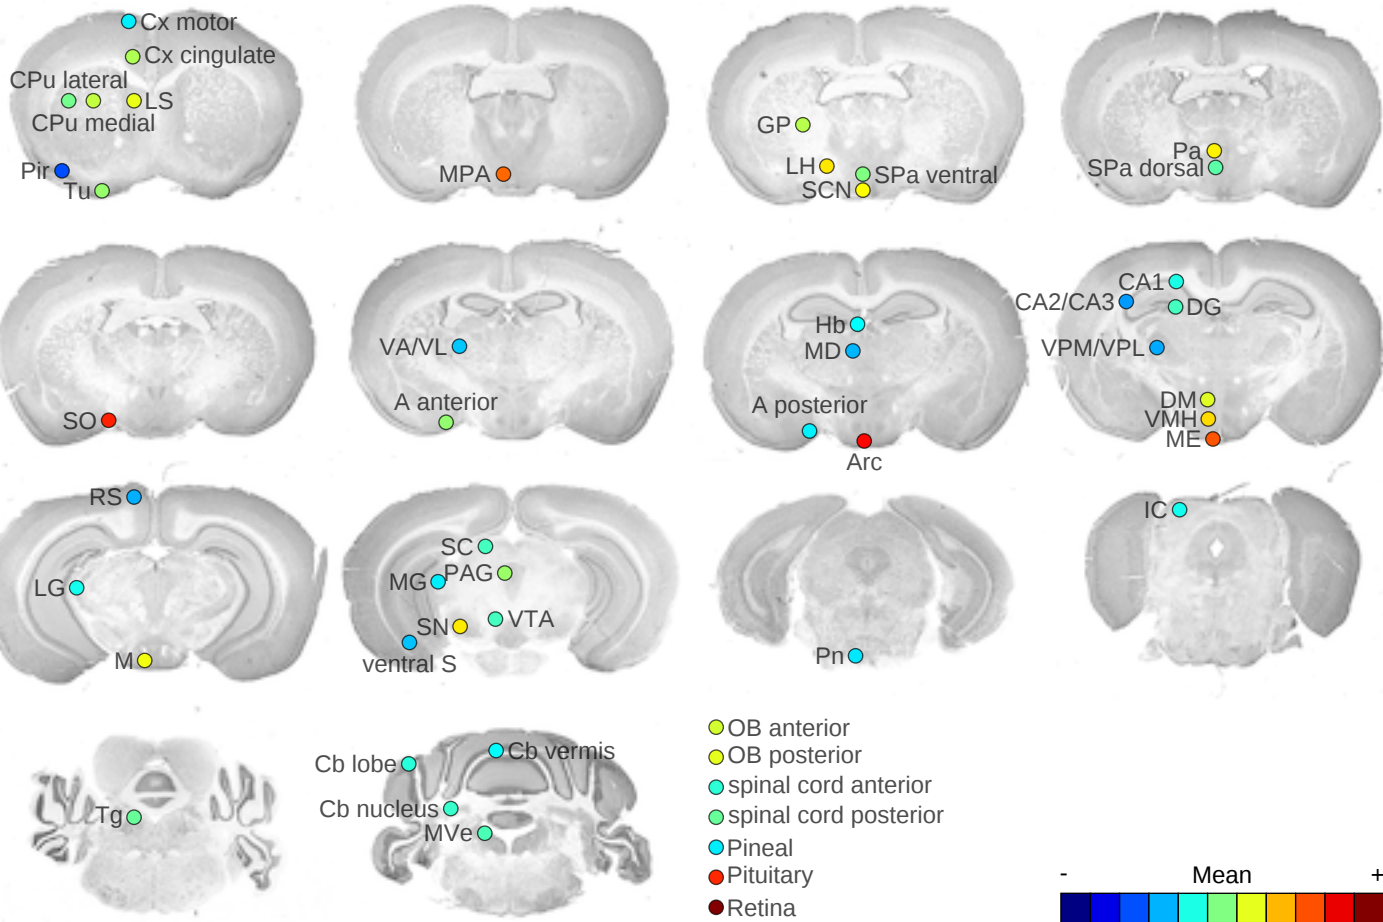 Cx motor
Cx cingulate
CPu lateral
LS
CPu medial
Pir
Tu
MPA
GP
LH
SPa ventral
SCN
Pa
SPa dorsal
SO
VA/VL
A anterior
Hb
MD
A posterior
Arc
CA1
CA2/CA3
DG
VPM/VPL
DM
VMH
ME
RS
LG
M
SC
MG
PAG
SN
VTA
ventral S
Pn
IC
Tg
Cb lobe
Cb vermis
Cb nucleus
MVe
OB anterior
OB posterior
spinal cord anterior
spinal cord posterior
Pineal
Pituitary
Retina
- Mean +